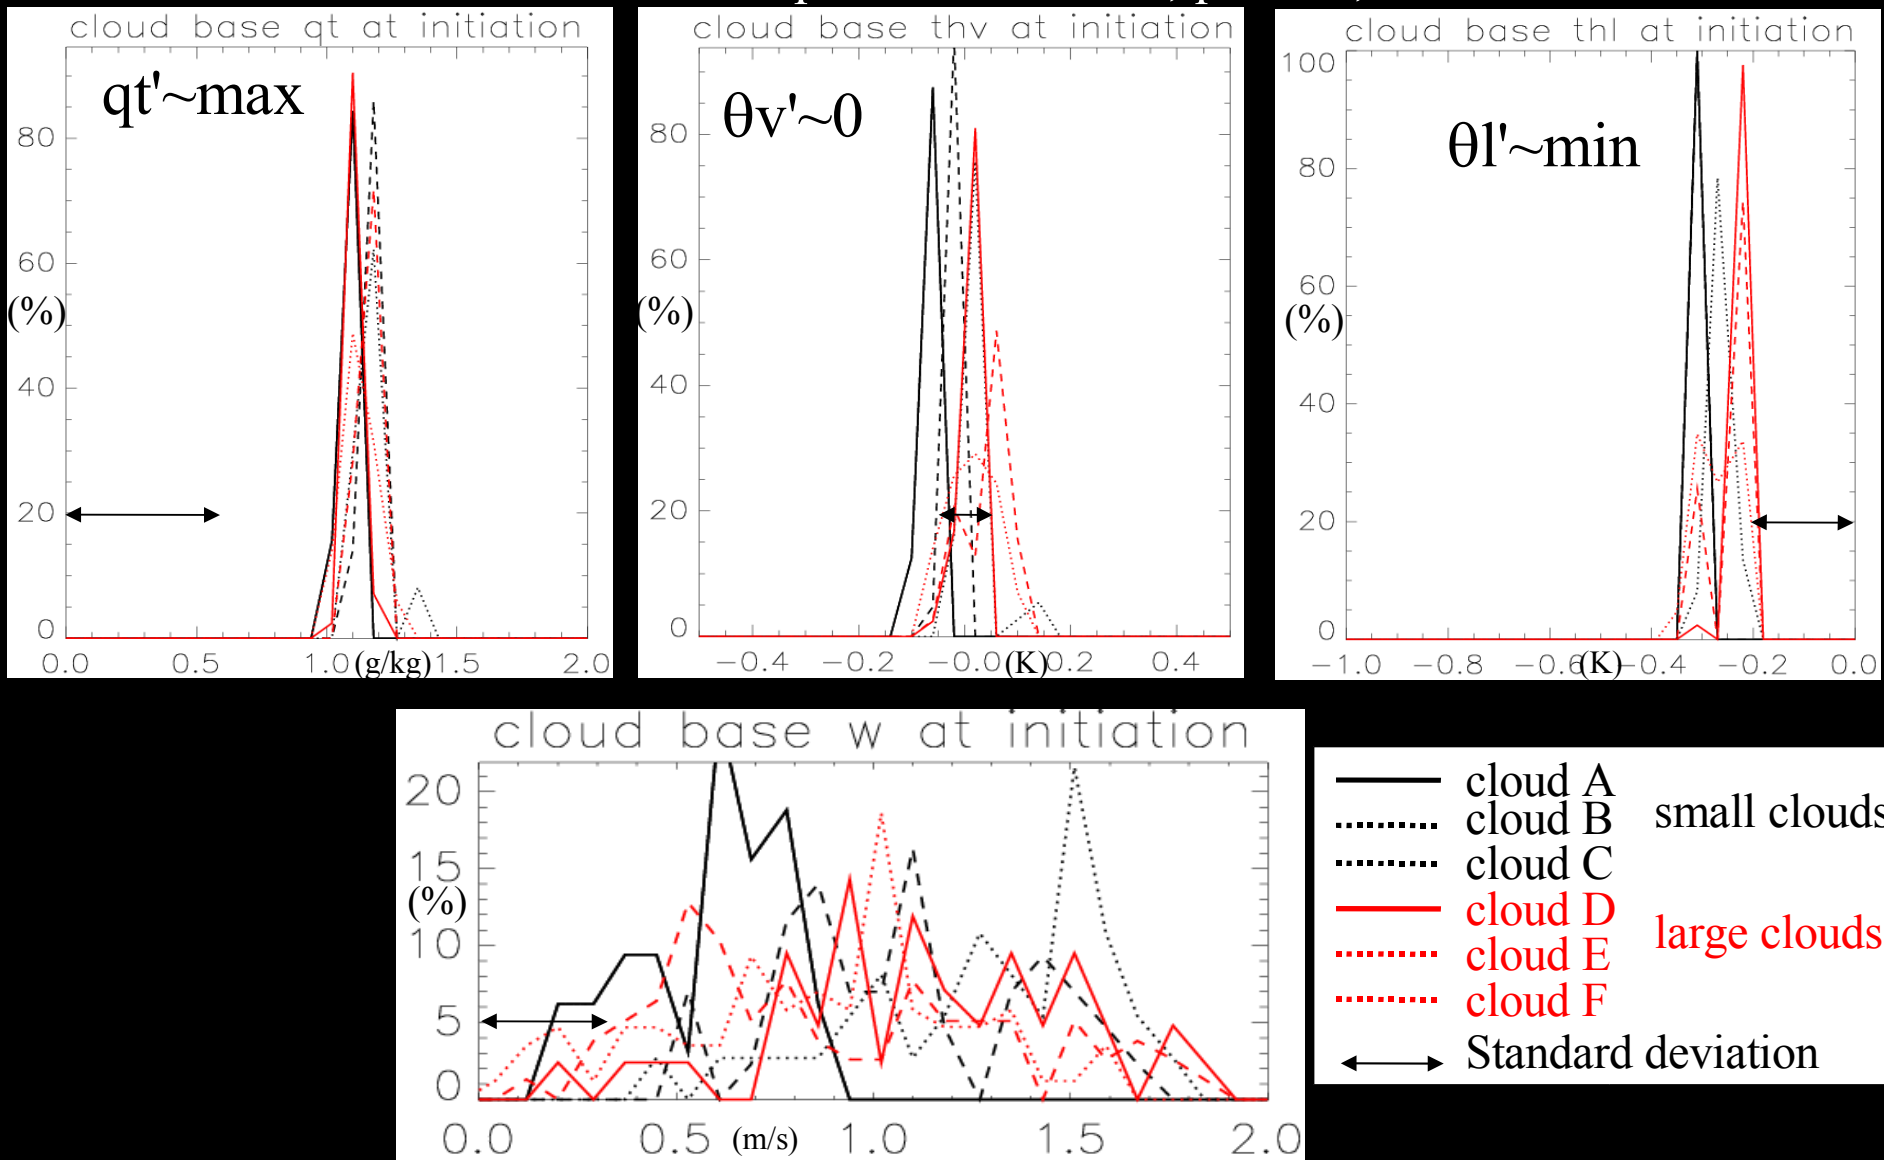 cloud base qt at initiation
qt'~max
80
60
(%)
40
20
0
0.0 0.5 1.0 (g/kg) 1.5 2.0
cloud base thv at initiation
θv'~0
80
60
(%)
40
20
0
−0.4 −0.2 −0.0 (K) 0.2 0.4
cloud base thl at initiation
θl'~min
100
80
60
(%)
40
20
0
−1.0 −0.8 −0.6 (K) −0.4 −0.2 0.0
cloud base w at initiation
20
15
(%)
10
5
0
0.0 0.5 (m/s) 1.0 1.5 2.0
cloud A
cloud B small clouds
cloud C
cloud D
cloud E large clouds
cloud F
Standard deviation